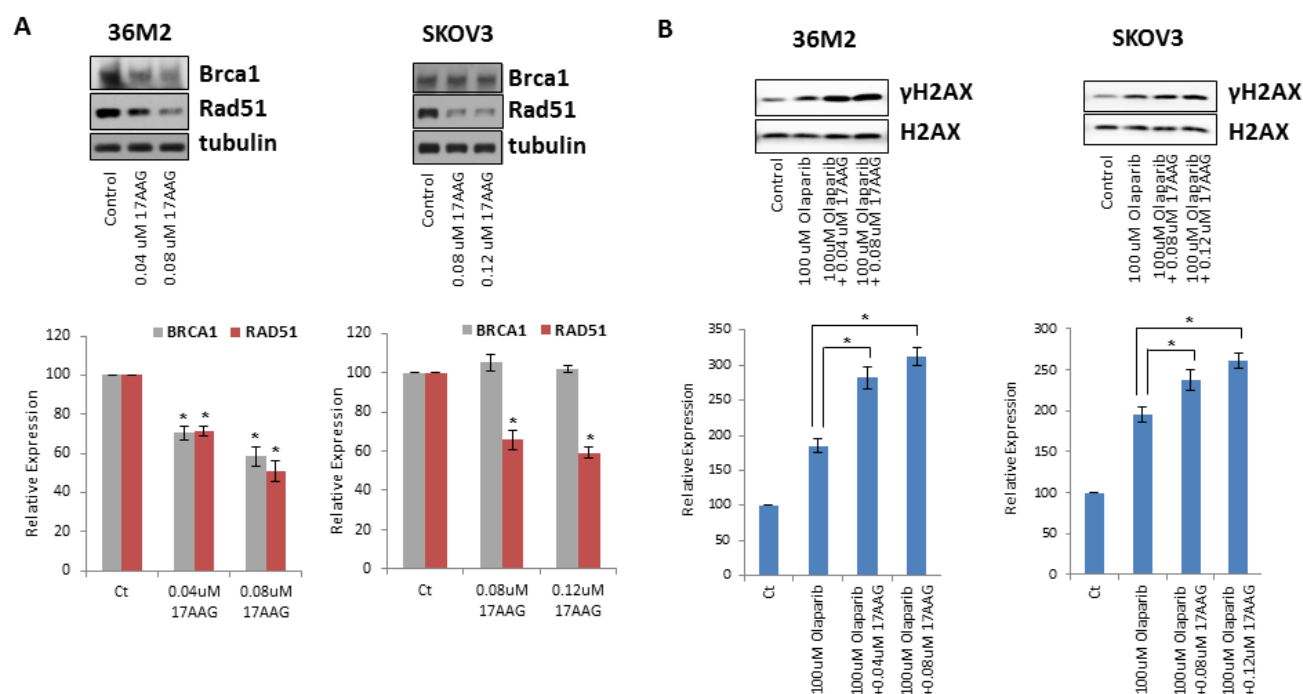 A
36M2
Brca1
Rad51
tubulin
Control
0.04 uM 17AAG
0.08 uM 17AAG
SKOV3
Brca1
Rad51
tubulin
Control
0.08 uM 17AAG
0.12 uM 17AAG
BRCA1 RAD51
Relative Expression
120
100
80
60
40
20
0
* * * *
Ct
0.04uM
17AAG
0.08uM
17AAG
BRCA1 RAD51
Relative Expression
120
100
80
60
40
20
0
* *
Ct
0.08uM
17AAG
0.12uM
17AAG
B
36M2
γH2AX
H2AX
Control
100 uM Olaparib
100uM Olaparib
+ 0.04uM 17AAG
100uM Olaparib
+ 0.08uM 17AAG
SKOV3
γH2AX
H2AX
Control
100 uM Olaparib
100uM Olaparib
+ 0.08uM 17AAG
100uM Olaparib
+ 0.12uM 17AAG
Relative Expression
350
300
250
200
150
100
50
0
*
*
Ct
100uM Olaparib
100uM Olaparib
+0.04uM 17AAG
100uM Olaparib
+0.08uM 17AAG
Relative Expression
300
250
200
150
100
50
0
*
*
Ct
100uM Olaparib
100uM Olaparib
+0.08uM 17AAG
100uM Olaparib
+0.12uM 17AAG